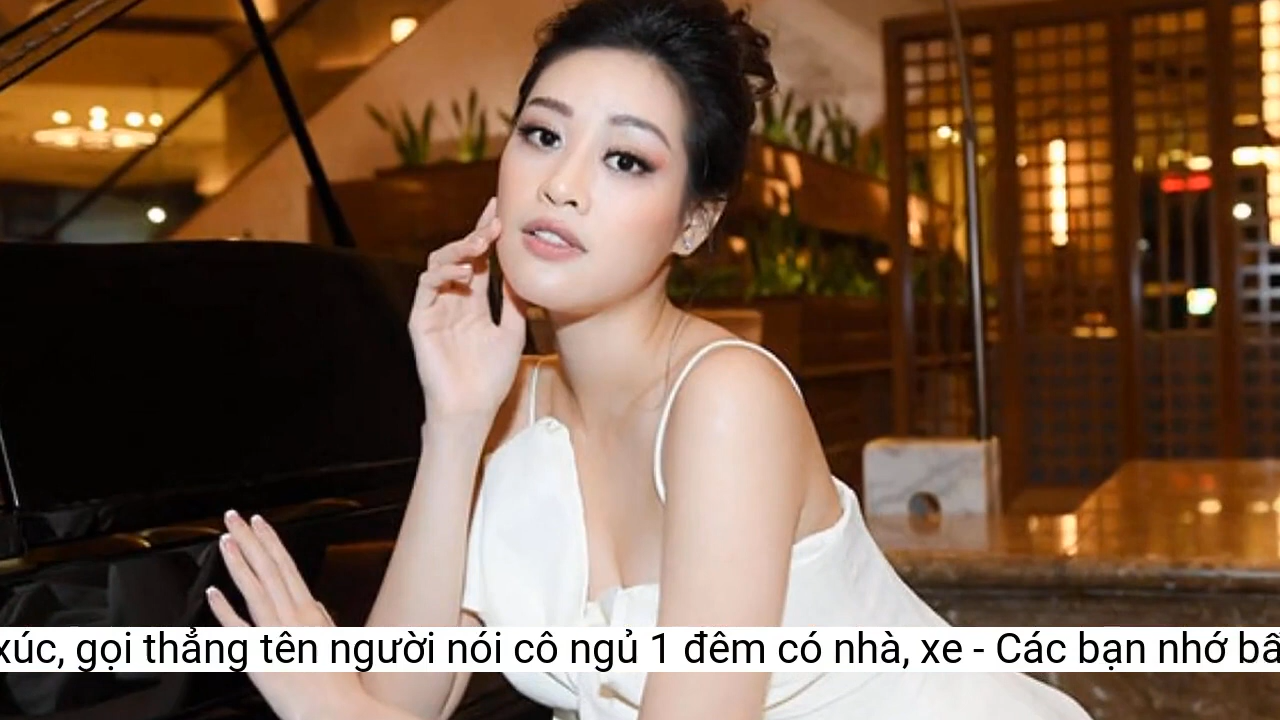 xúc, gọi thẳng tên người nói cô ngủ 1 đêm có nhà, xe - Các bạn nhớ